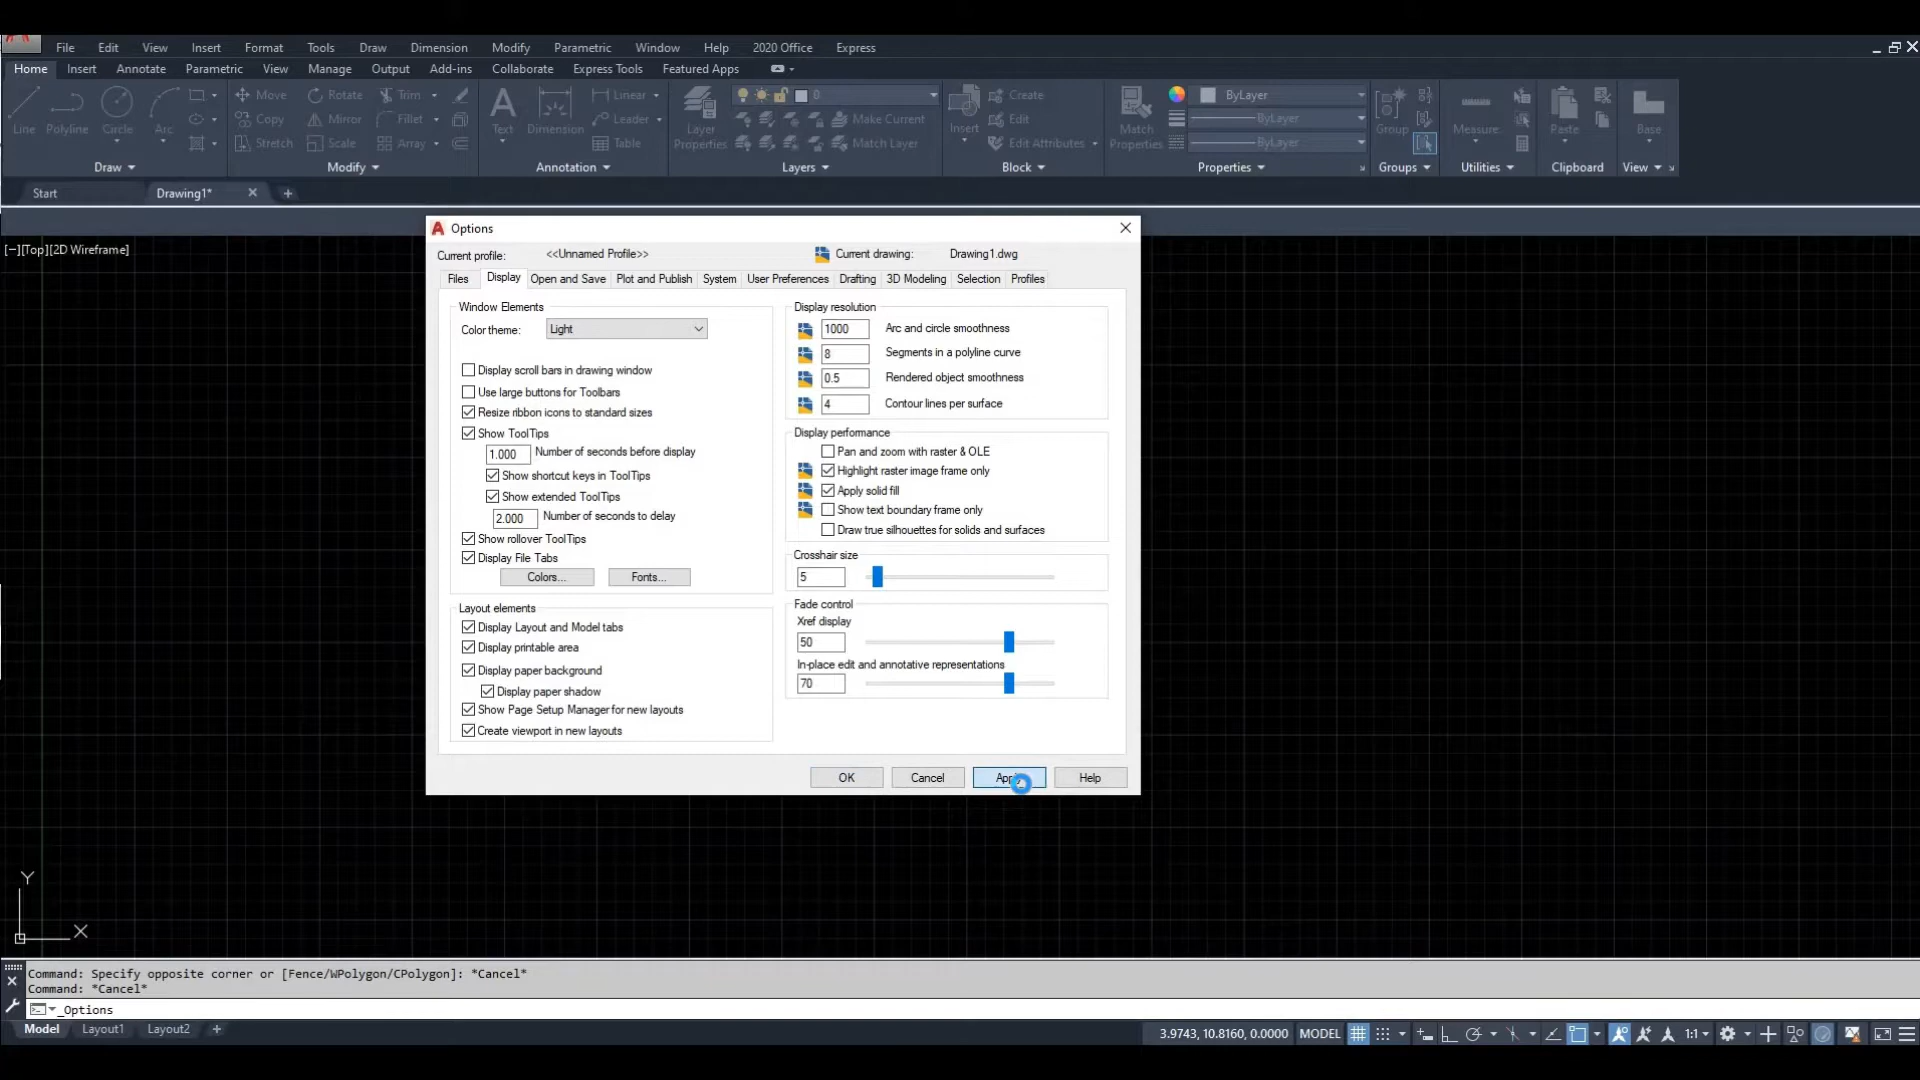 File Edit View Insert Format Tools Draw Dimension Modify Parametric Window Help 2020 Office Express
Home Insert Annotate Parametric View Manage Output Add-ins Collaborate Express Tools Featured Apps
Line Polyline Circle Arc
Move Rotate Trim
Copy Mirror Fillet
Stretch Scale Array
Text Dimension
Linear
Leader
Table
Layer Properties
0
Make Current
Match Layer
Insert
Create
Edit
Edit Attributes
Match Properties
ByLayer
ByLayer
ByLayer
Group
Measure
Paste
Base
Draw Modify Annotation Layers Block Properties Groups Utilities Clipboard View
Start Drawing1*
[−][Top][2D Wireframe]
Options
Current profile: <<Unnamed Profile>> Current drawing: Drawing1.dwg
Files Display Open and Save Plot and Publish System User Preferences Drafting 3D Modeling Selection Profiles
Window Elements
Color theme: Light
Display scroll bars in drawing window
Use large buttons for Toolbars
Resize ribbon icons to standard sizes
Show ToolTips
1.000 Number of seconds before display
Show shortcut keys in ToolTips
Show extended ToolTips
2.000 Number of seconds to delay
Show rollover ToolTips
Display File Tabs
Colors... Fonts...
Layout elements
Display Layout and Model tabs
Display printable area
Display paper background
Display paper shadow
Show Page Setup Manager for new layouts
Create viewport in new layouts
Display resolution
1000 Arc and circle smoothness
8 Segments in a polyline curve
0.5 Rendered object smoothness
4 Contour lines per surface
Display performance
Pan and zoom with raster & OLE
Highlight raster image frame only
Apply solid fill
Show text boundary frame only
Draw true silhouettes for solids and surfaces
Crosshair size
5
Fade control
Xref display
50
In-place edit and annotative representations
70
OK Cancel Help
Y
X
Command: Specify opposite corner or [Fence/WPolygon/CPolygon]: *Cancel*
Command: *Cancel*
_Options
Model Layout1 Layout2 +
3.9743, 10.8160, 0.0000 MODEL 1:1